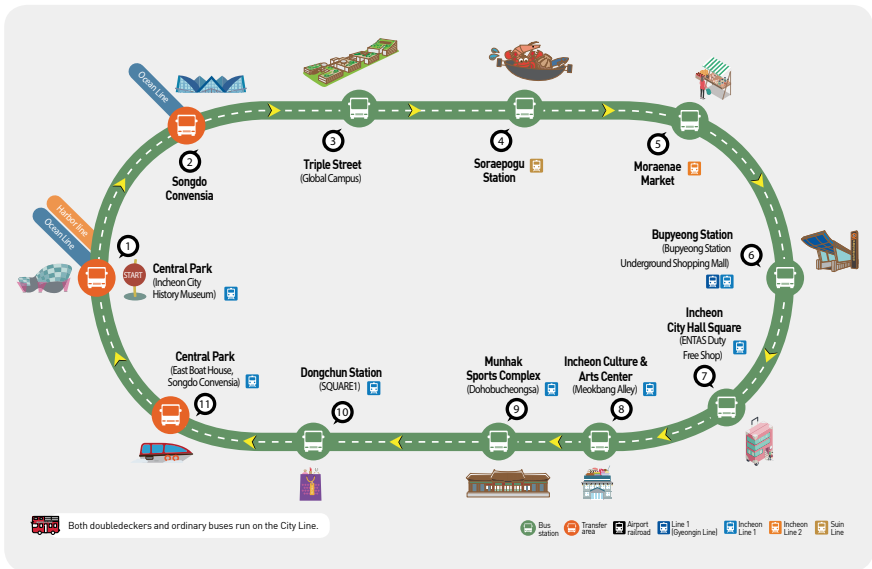 Ocean Line
2
Songdo
Convensia
3
Triple Street
(Global Campus)
4
Soraepogu
Station
5
Moraenae
Market
Harbor line
Ocean Line
1
START
Central Park
(Incheon City
History Museum)
Bupyeong Station
(Bupyeong Station
Underground Shopping Mall)
6
Incheon
City Hall Square
(ENTAS Duty
Free Shop)
7
Central Park
(East Boat House,
Songdo Convensia)
11
Dongchun Station
(SQUARE1)
10
Munhak
Sports Complex
(Dohobucheongsa)
9
Incheon Culture &
Arts Center
(Meokbang Alley)
8
Both doubledeckers and ordinary buses run on the City Line.
Bus
station
Transfer
area
Airport
railroad
Line 1
(Gyeongin Line)
Incheon
Line 1
Incheon
Line 2
Suin
Line